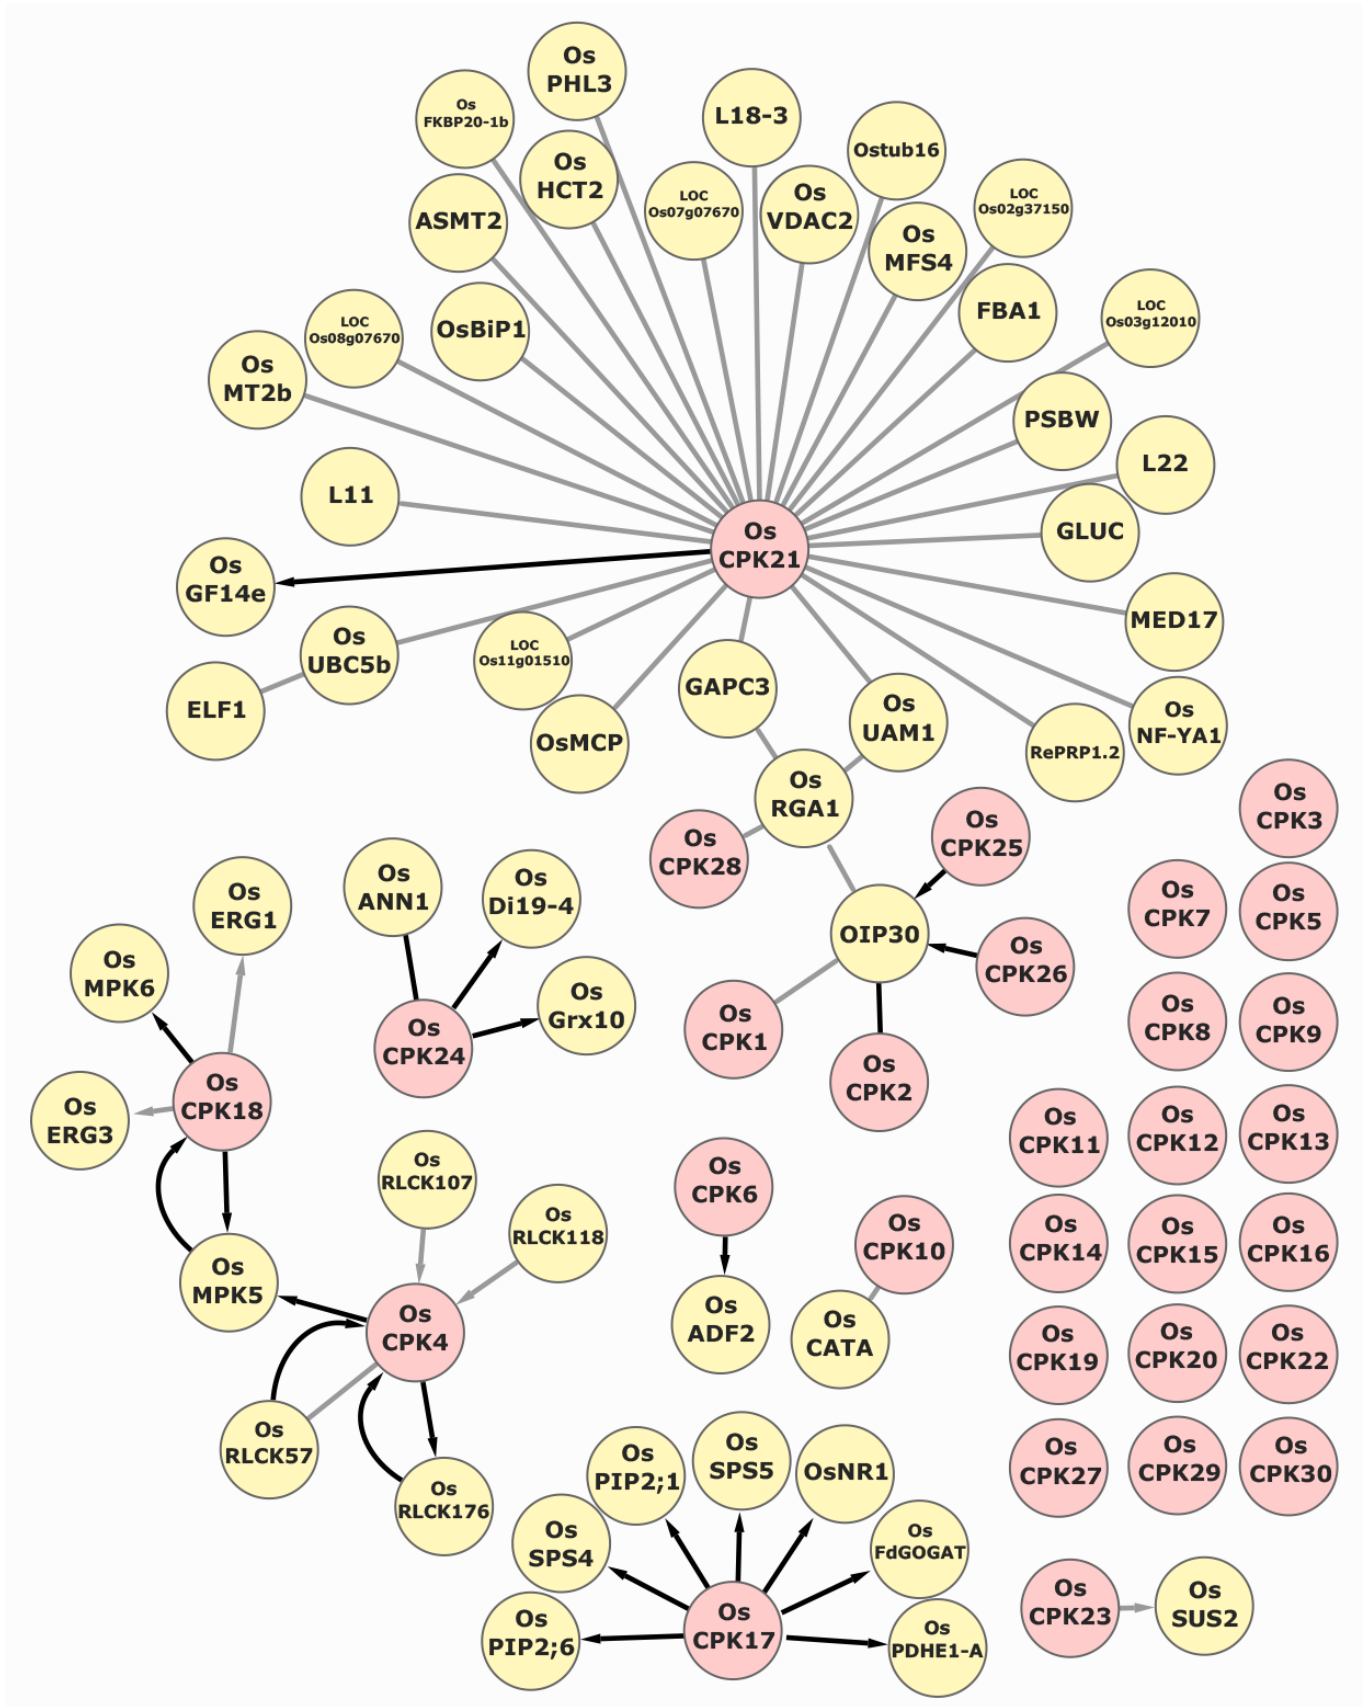 Os
PHL3
Os
FKBP20-1b
L18-3
Ostub16
Os
HCT2
LOC
Os07g07670
Os
VDAC2
LOC
Os02g37150
ASMT2
Os
MFS4
OsBiP1
FBA1
LOC
Os08g07670
LOC
Os03g12010
Os
MT2b
PSBW
L11
L22
Os
CPK21
GLUC
Os
GF14e
MED17
Os
UBC5b
LOC
Os11g01510
GAPC3
ELF1
OsMCP
Os
UAM1
RePRP1.2
Os
NF-YA1
Os
RGA1
Os
CPK28
Os
CPK25
Os
CPK3
Os
ERG1
Os
ANN1
Os
Di19-4
OIP30
Os
CPK7
Os
CPK5
Os
MPK6
Os
Grx10
Os
CPK26
Os
CPK24
Os
CPK1
Os
CPK8
Os
CPK9
Os
CPK18
Os
CPK2
Os
ERG3
Os
CPK11
Os
CPK12
Os
CPK13
Os
RLCK107
Os
CPK6
Os
RLCK118
Os
CPK10
Os
CPK14
Os
CPK15
Os
CPK16
Os
MPK5
Os
CPK4
Os
ADF2
Os
CATA
Os
CPK19
Os
CPK20
Os
CPK22
Os
RLCK57
Os
RLCK176
Os
PIP2;1
Os
SPS5
OsNR1
Os
CPK27
Os
CPK29
Os
CPK30
Os
SPS4
Os
FdGOGAT
Os
PIP2;6
Os
CPK17
Os
PDHE1-A
Os
CPK23
Os
SUS2